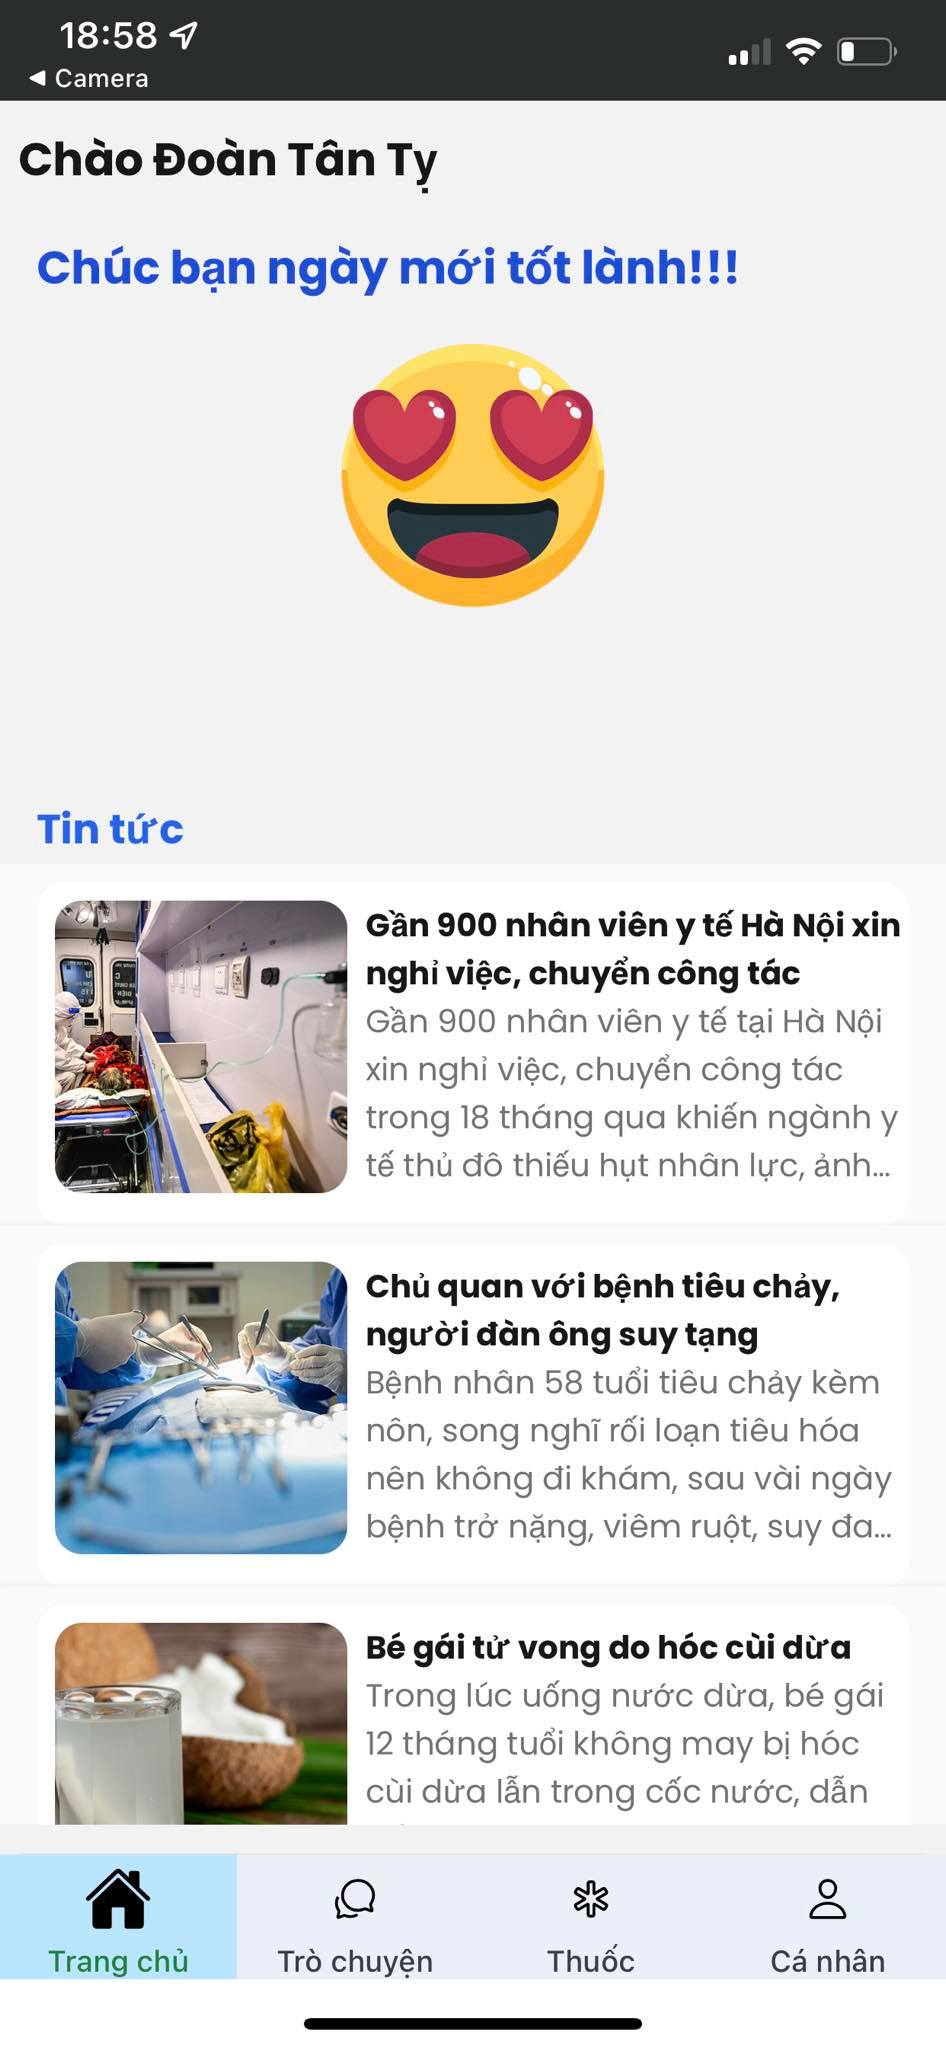 18:58
Camera
Chào Đoàn Tân Tỵ
Chúc bạn ngày mới tốt lành!!!
Tin tức
Gần 900 nhân viên y tế Hà Nội xin
nghỉ việc, chuyển công tác
Gần 900 nhân viên y tế tại Hà Nội
xin nghỉ việc, chuyển công tác
trong 18 tháng qua khiến ngành y
tế thủ đô thiếu hụt nhân lực, ảnh...
Chủ quan với bệnh tiêu chảy,
người đàn ông suy tạng
Bệnh nhân 58 tuổi tiêu chảy kèm
nôn, song nghĩ rối loạn tiêu hóa
nên không đi khám, sau vài ngày
bệnh trở nặng, viêm ruột, suy đa...
Bé gái tử vong do hóc cùi dừa
Trong lúc uống nước dừa, bé gái
12 tháng tuổi không may bị hóc
cùi dừa lẫn trong cốc nước, dẫn
Trang chủ
Trò chuyện
Thuốc
Cá nhân